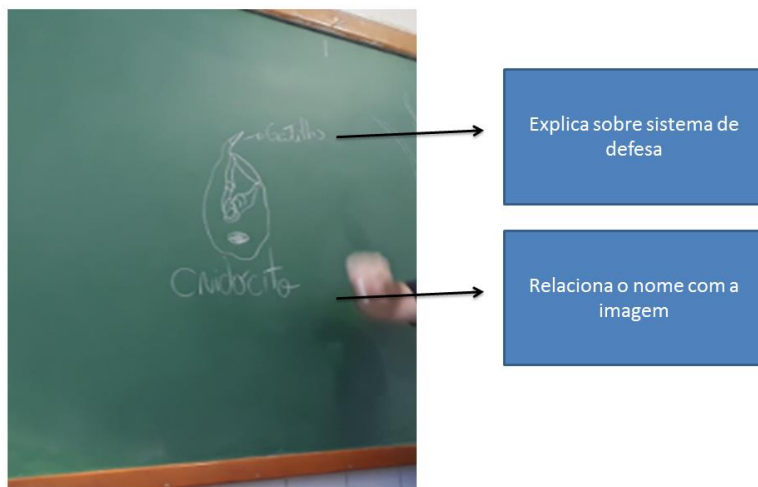 Gatilho
Cnidocito
Explica sobre sistema de
defesa
Relaciona o nome com a
imagem